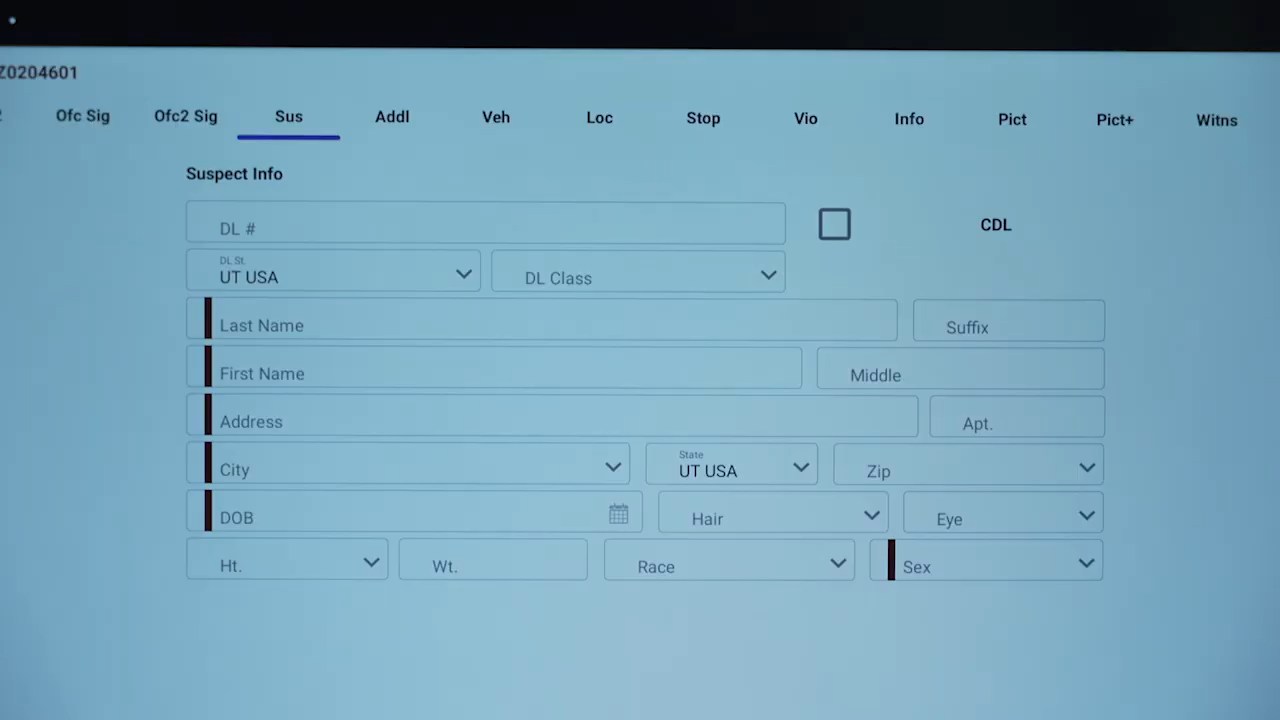 Z0204601
Ofc Sig Ofc2 Sig Sus Addl Veh Loc Stop Vio Info Pict Pict+ Witns
Suspect Info
DL # CDL
DL St.
UT USA DL Class
Last Name Suffix
First Name Middle
Address Apt.
City State UT USA Zip
DOB Hair Eye
Ht. Wt. Race Sex